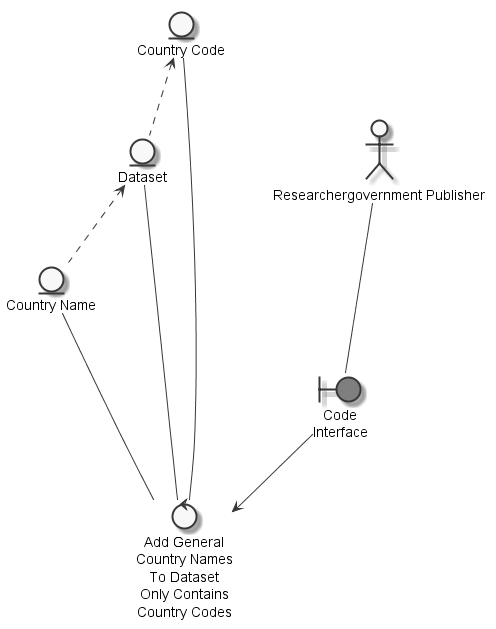 Country Code
Dataset
Researchergovernment Publisher
Country Name
Code
Interface
Add General
Country Names
To Dataset
Only Contains
Country Codes